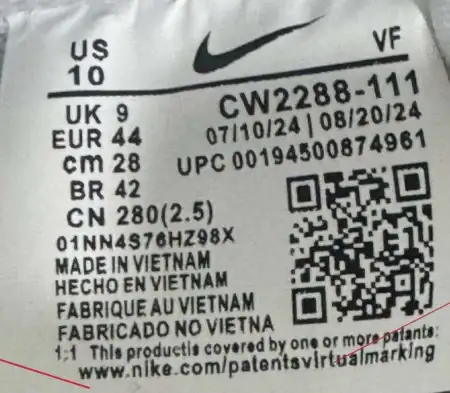 US
10
VF
UK 9
EUR 44
cm 28
BR 42
CN 280(2.5)
CW2288-111
07/10/24 | 08/20/24
UPC 00194500874961
01NN4S76HZ98X
MADE IN VIETNAM
HECHO EN VIETNAM
FABRIQUE AU VIETNAM
FABRICADO NO VIETNA
1:1 This productis covered by one or more patents:
www.nike.com/patentsvirtualmarking